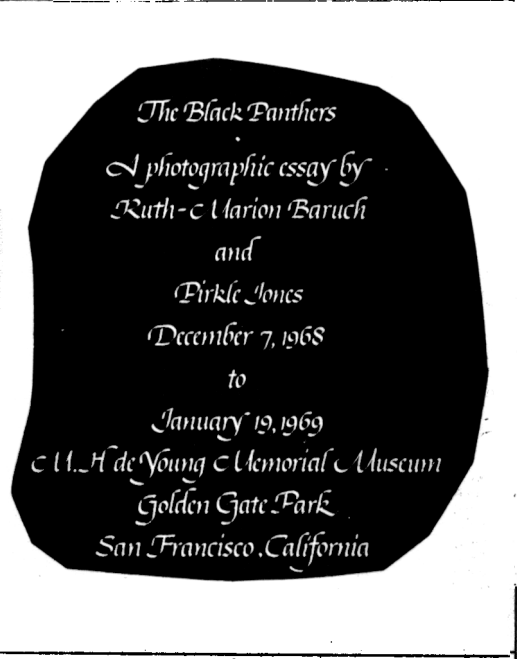 The Black Panthers
·
A photographic essay by
Ruth-Marion Baruch
and
Pirkle Jones
December 7, 1968
to
January 19, 1969
M.H de Young Memorial Museum
Golden Gate Park
San Francisco, California